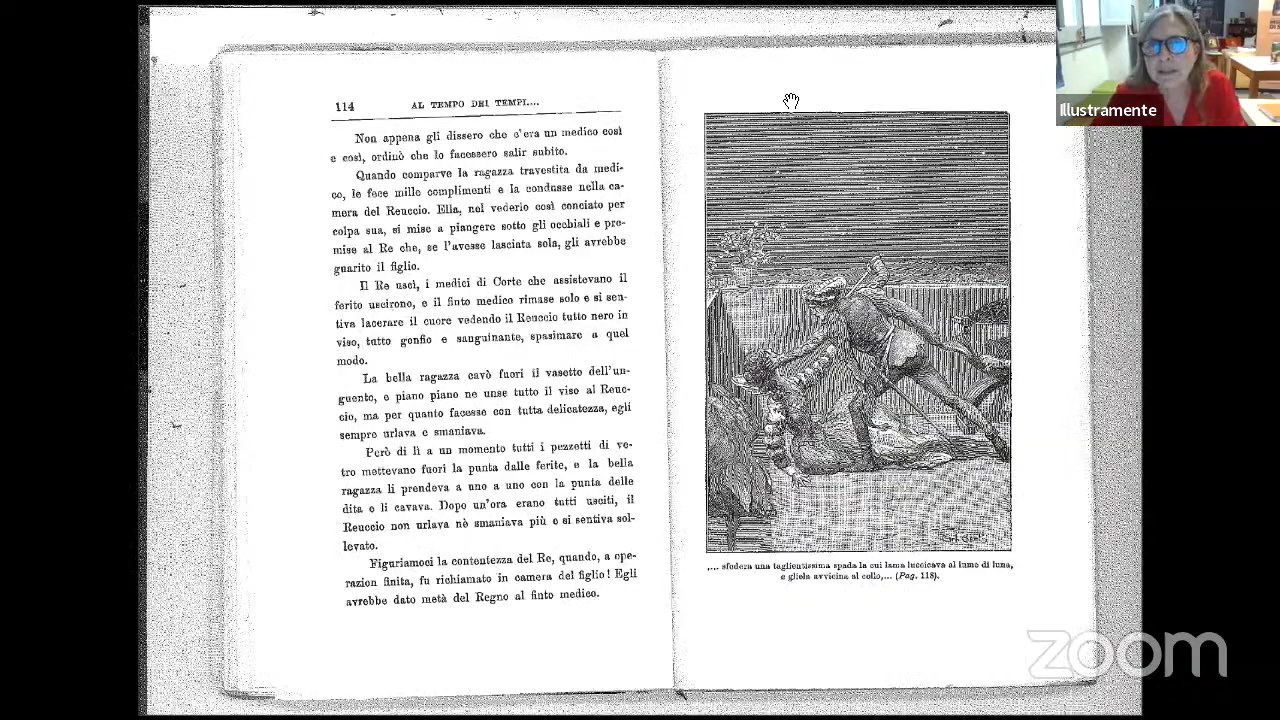 114 AL TEMPO DEI TEMPI....
Non appena gli dissero che c'era un medico così
e così, ordinò che lo facessero salir subito.
Quando comparve la ragazza travestita da medi-
co, le fece mille complimenti e la condusse nella ca-
mera del Reuccio. Ella, nel vederlo così conciato per
colpa sua, si mise a piangere sotto gli occhiali e pro-
mise al Re che, se l'avesse lasciata sola, gli avrebbe
guarito il figlio.
Il Re uscì, i medici di Corte che assistevano il
ferito uscirono, e il finto medico rimase solo e si sen-
tiva lacerare il cuore vedendo il Reuccio tutto nero in
viso, tutto gonfio e sanguinante, spasimare a quel
modo.
La bella ragazza cavò fuori il vasetto dell'un-
guento, e piano piano ne unse tutto il viso al Reuc-
cio, ma per quanto facesse con tutta delicatezza, egli
sempre urlava e smaniava.
Però di lì a un momento tutti i pezzetti di ve-
tro mettevano fuori la punta dalle ferite, e la bella
ragazza li prendeva a uno a uno con la punta delle
dita e li cavava. Dopo un'ora erano tutti usciti, il
Reuccio non urlava nè smaniava più e si sentiva sol-
levato.
Figuriamoci la contentezza del Re, quando, a ope-
razion finita, fu richiamato in camera del figlio! Egli
avrebbe dato metà del Regno al finto medico.
.... sfodera una taglientissima spada la cui lama luccicava al lume di luna,
e gliela avvicina al collo,... (Pag. 118).
Illustramente
zoom